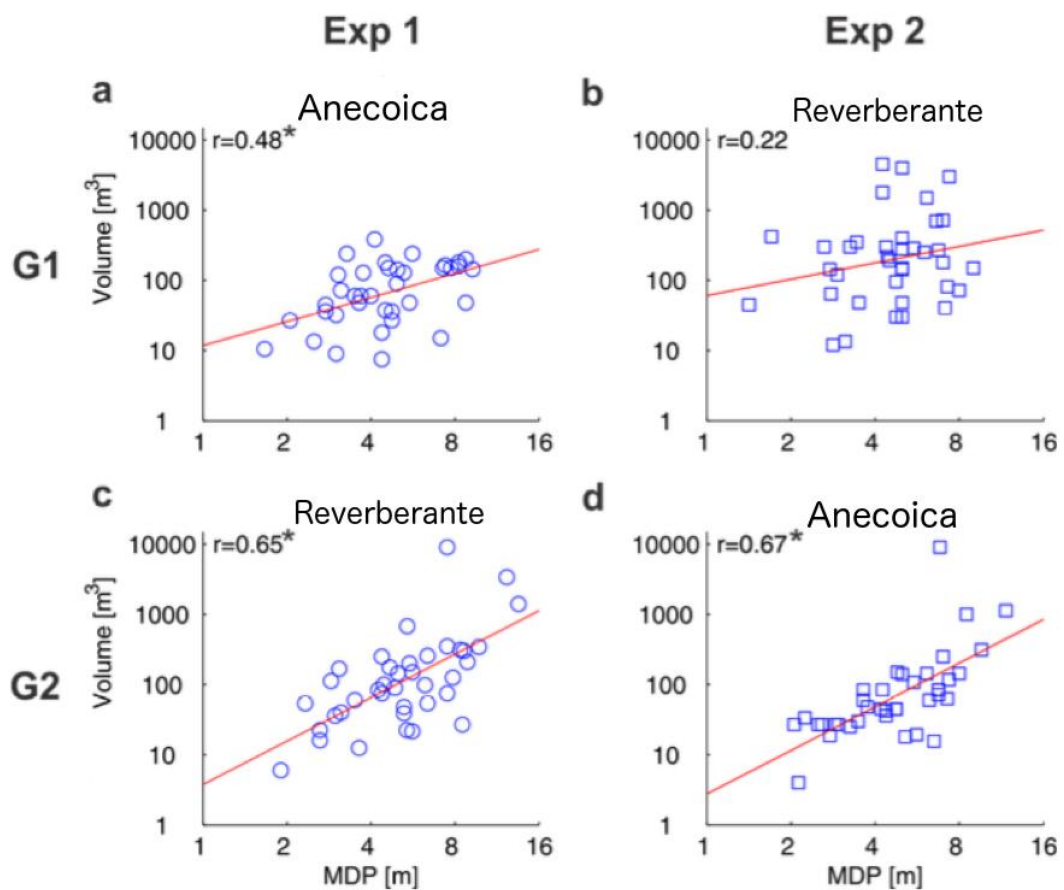 Exp 1
Exp 2
a
Anecoica
b
Reverberante
G1
r=0.48*
r=0.22
Volume [m³]
10000
1000
100
10
1
1 2 4 8 16
10000
1000
100
10
1
1 2 4 8 16
c
Reverberante
d
Anecoica
G2
r=0.65*
r=0.67*
Volume [m³]
10000
1000
100
10
1
1 2 4 8 16
MDP [m]
10000
1000
100
10
1
1 2 4 8 16
MDP [m]